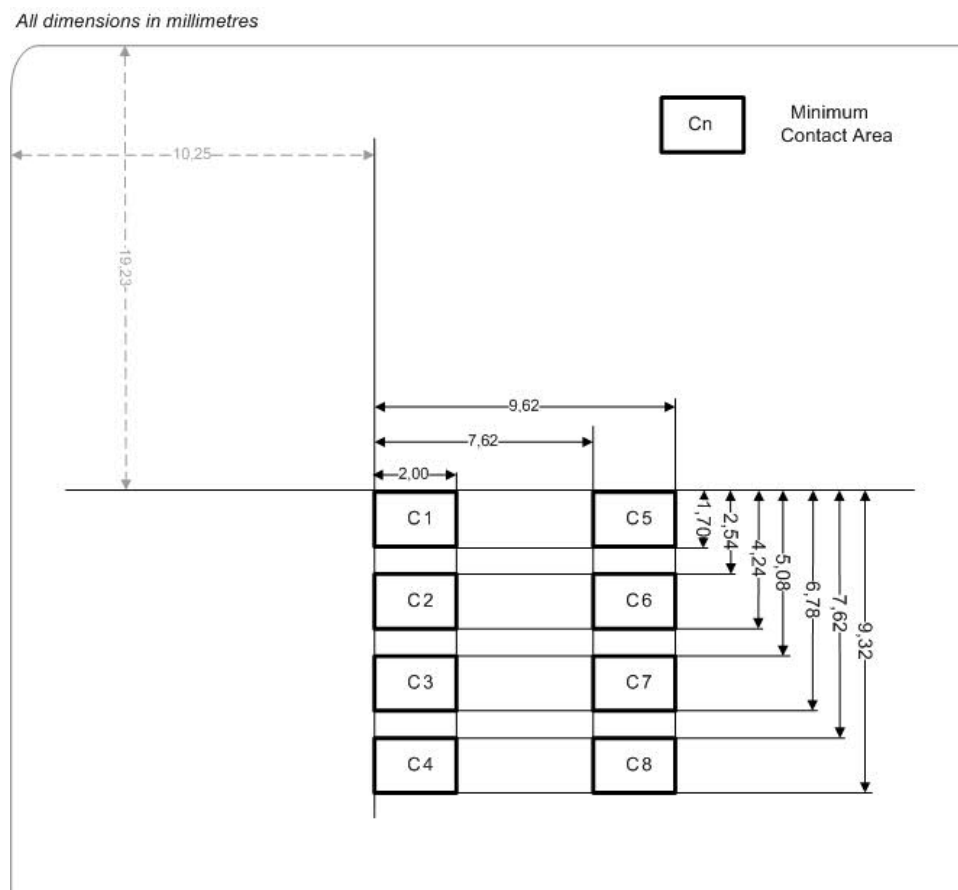 All dimensions in millimetres
Cn
Minimum
Contact Area
10,25
19,23
9,62
7,62
2,00
C1
C5
1,70
2,54
4,24
5,08
6,78
7,62
9,32
C2
C6
C3
C7
C4
C8